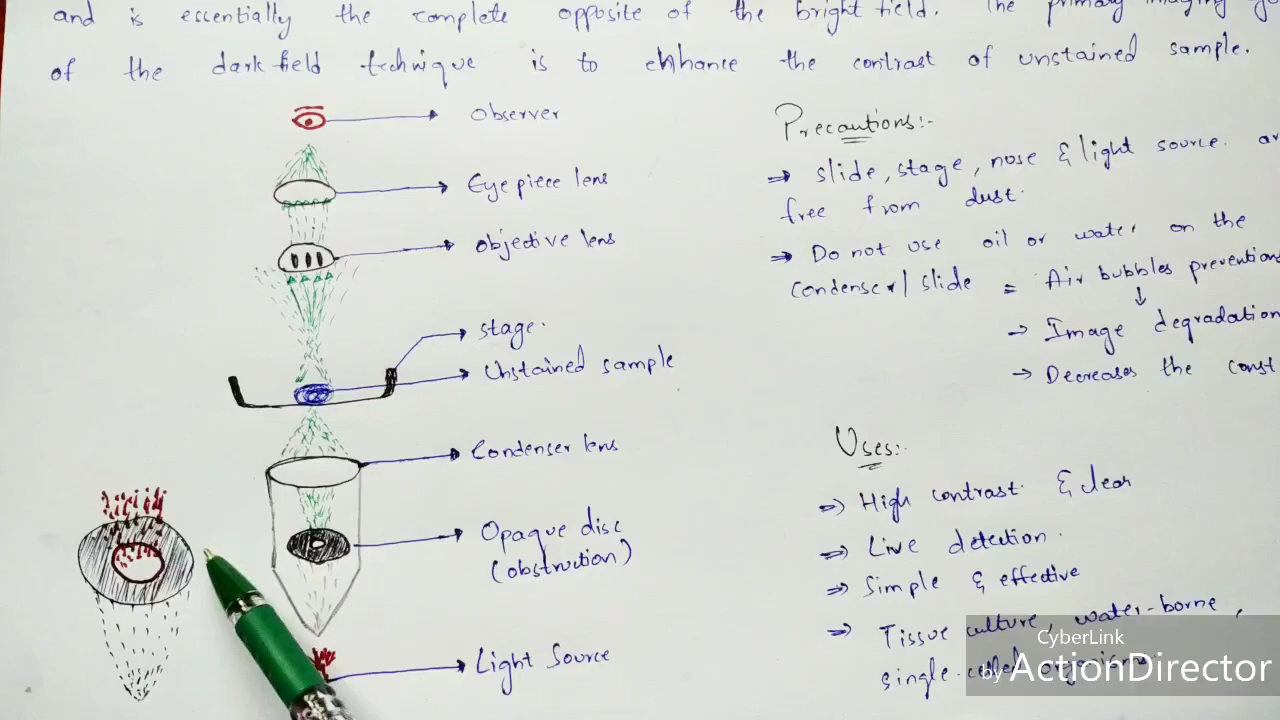 and is essentially the complete opposite of the bright field. The primary imaging
of the dark field technique is to enhance the contrast of unstained sample.
Observer
Eye piece lens
Objective lens
stage.
Unstained sample
Condenser lens
Opaque disc
(obstruction)
Light Source
Precautions:-
⇒ slide, stage, nose & light source. ar
free from dust.
⇒ Do not use oil or water on the
condenser/slide = Air bubbles prevention
↓
→ Image degradation
→ Decreases the const
Uses:-
⇒ High contrast & clear
⇒ Live detection.
⇒ Simple & effective
⇒ Tissue culture, water-borne,
single-celled organisms.
CyberLink
by ActionDirector